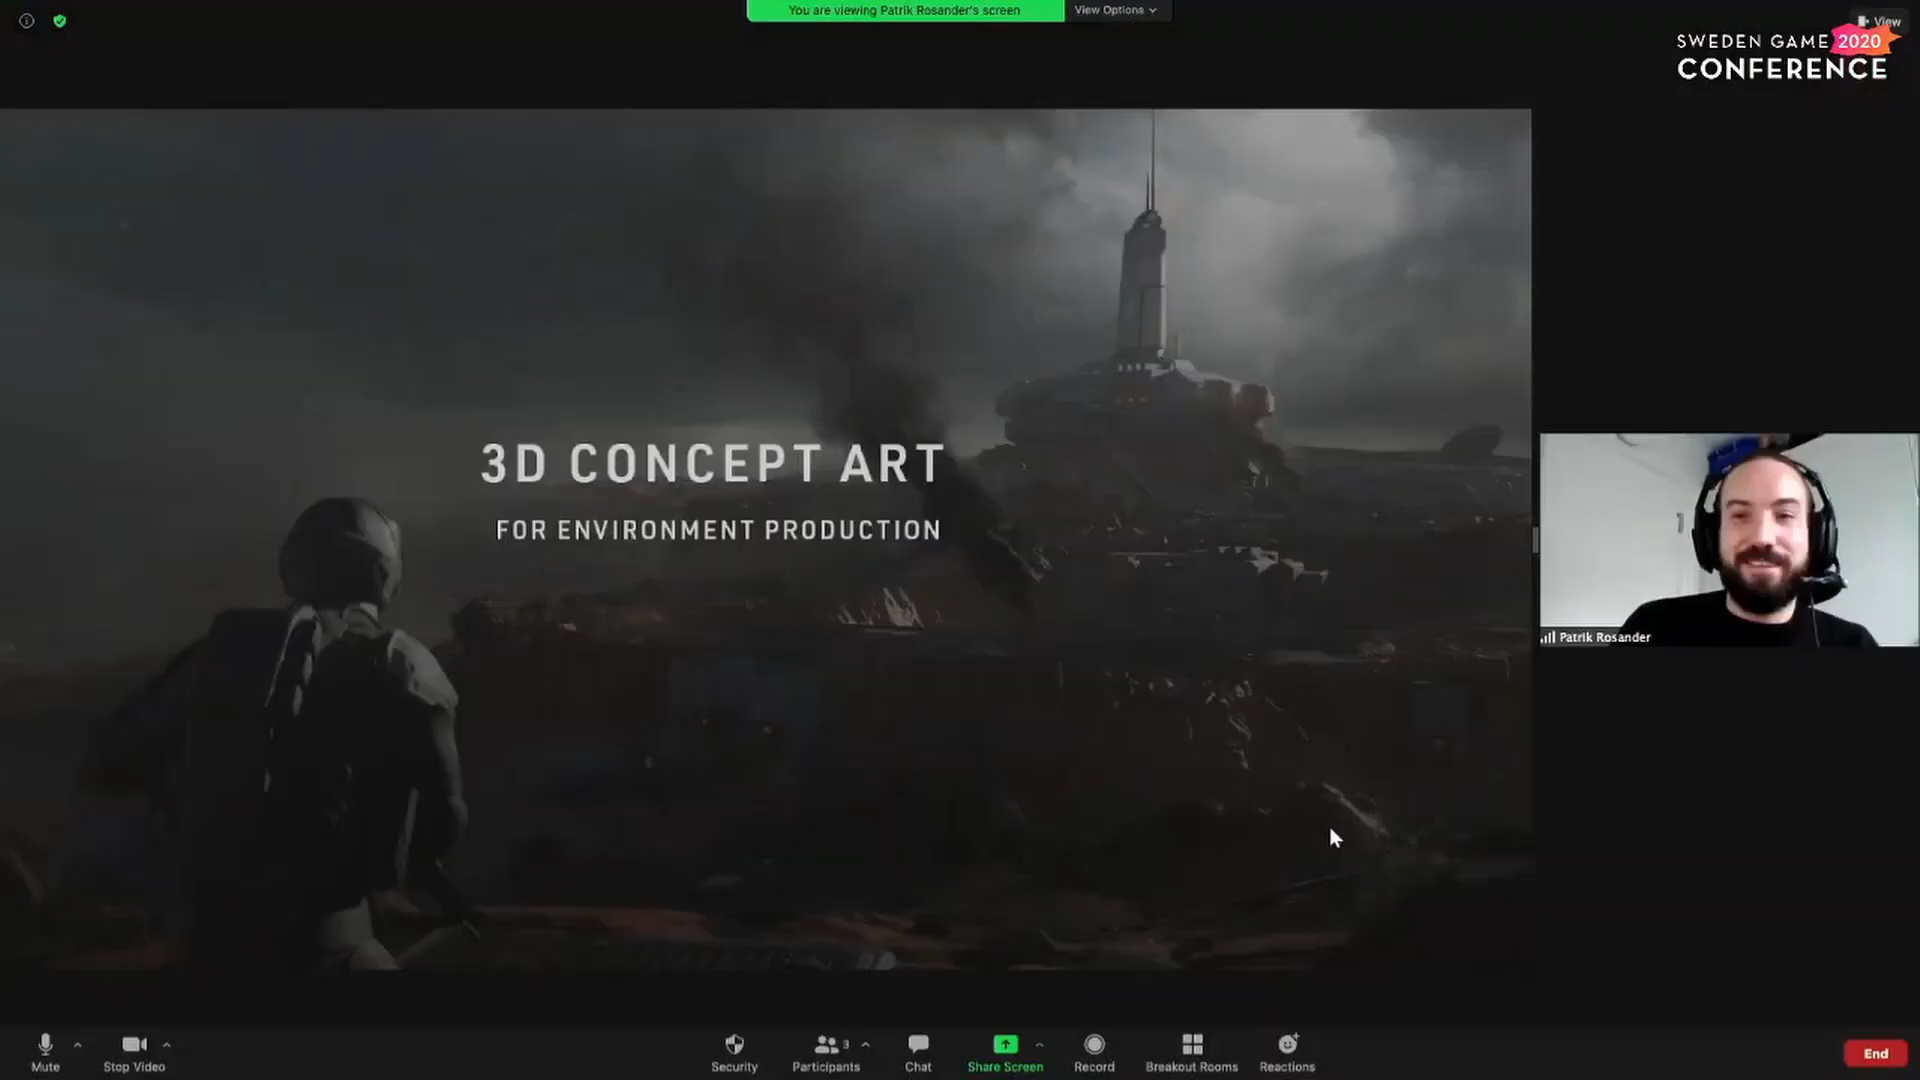 You are viewing Patrik Rosander's screen
View Options
View
SWEDEN GAME 2020
CONFERENCE
3D CONCEPT ART
FOR ENVIRONMENT PRODUCTION
Patrik Rosander
Mute
Stop Video
Security
Participants
3
Chat
Share Screen
Record
Breakout Rooms
Reactions
End